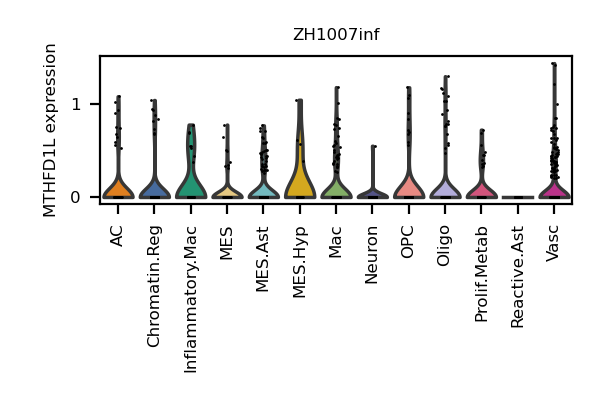 ZH1007inf
MTHFD1L expression
1
0
AC
Chromatin.Reg
Inflammatory.Mac
MES
MES.Ast
MES.Hyp
Mac
Neuron
OPC
Oligo
Prolif.Metab
Reactive.Ast
Vasc